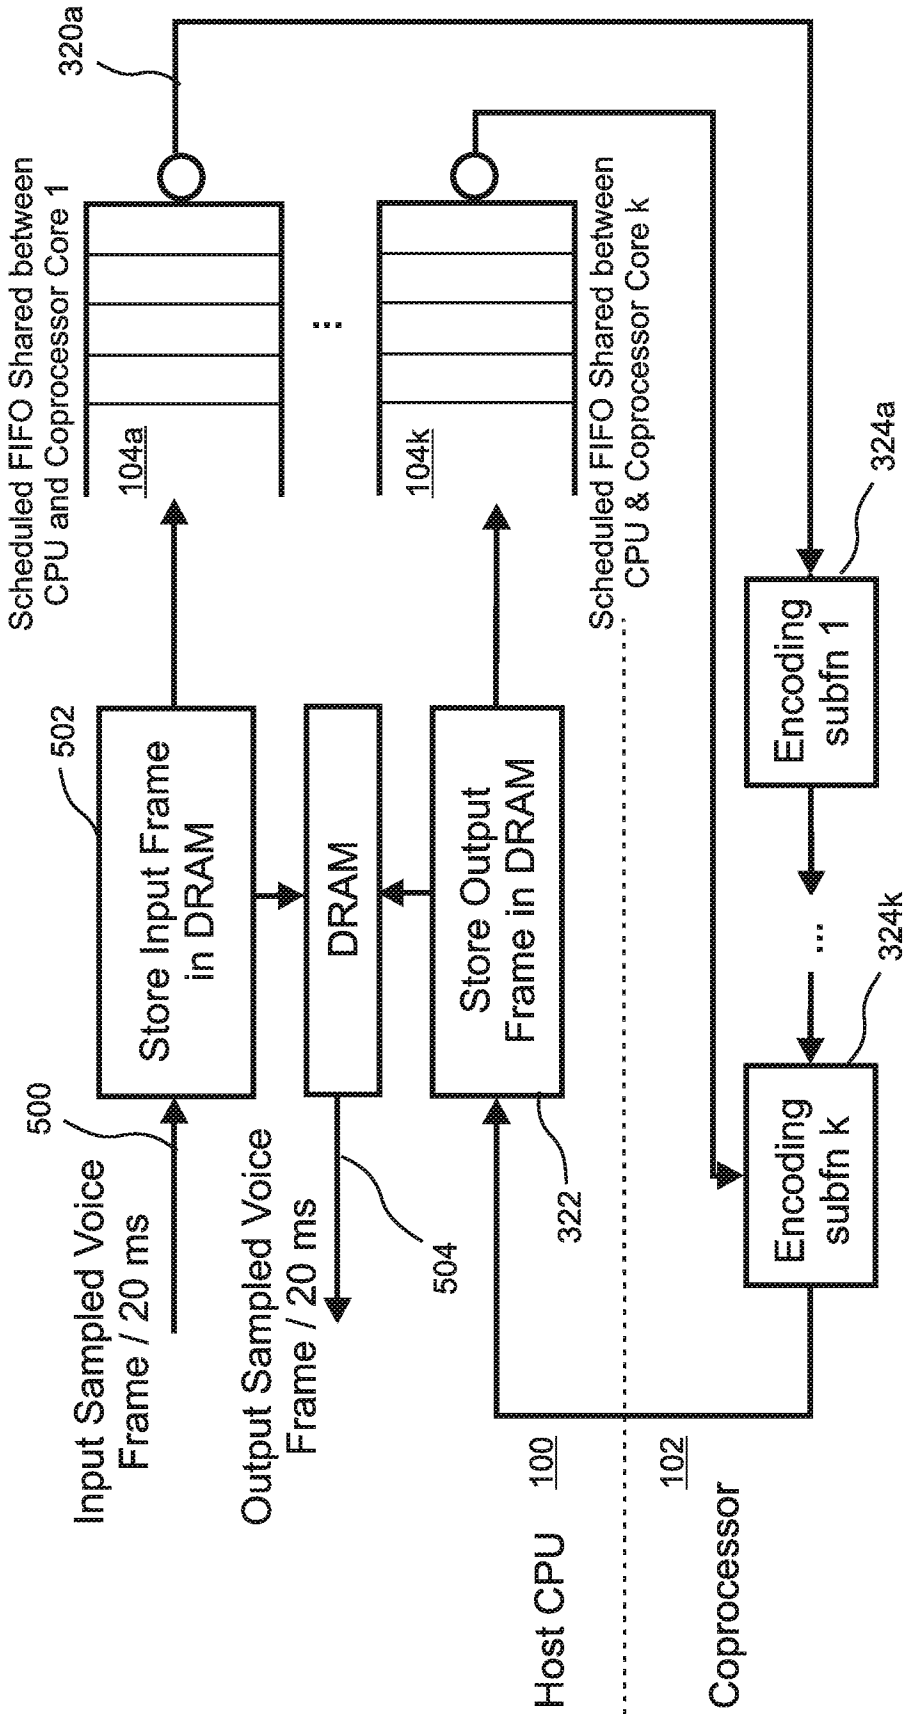 Input Sampled Voice
Frame / 20 ms
500
Store Input Frame
in DRAM
502
Scheduled FIFO Shared between
CPU and Coprocessor Core 1
104a
320a
...
Output Sampled Voice
Frame / 20 ms
504
DRAM
Store Output
Frame in DRAM
322
104k
Scheduled FIFO Shared between
CPU & Coprocessor Core k
Host CPU
100
Coprocessor
102
Encoding
subfn k
324k
...
Encoding
subfn 1
324a